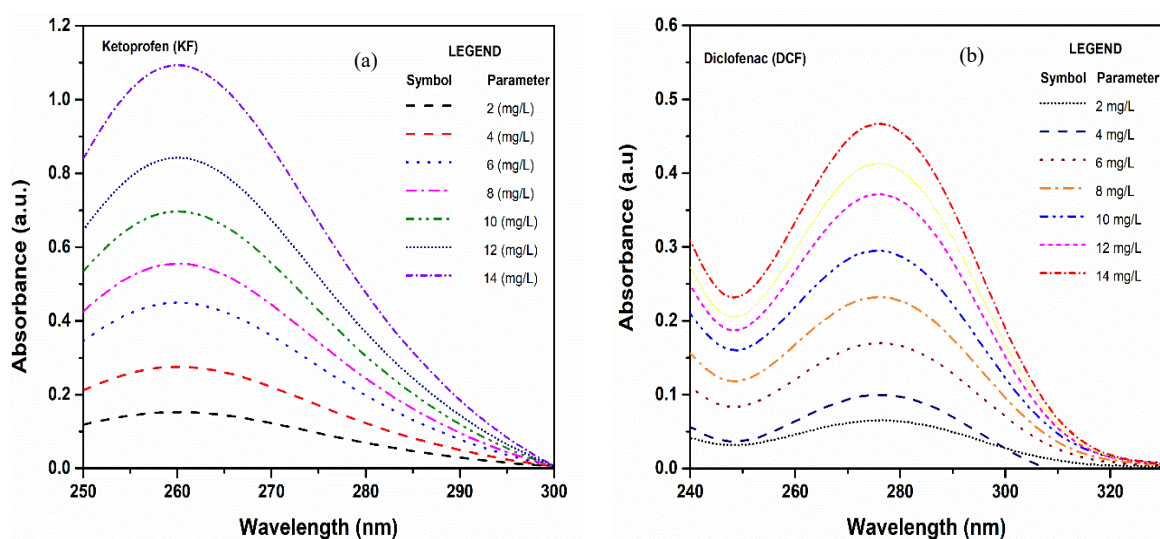 Ketoprofen (KF)
(a)
LEGEND
Symbol Parameter
2 (mg/L)
4 (mg/L)
6 (mg/L)
8 (mg/L)
10 (mg/L)
12 (mg/L)
14 (mg/L)
1.2
1.0
0.8
0.6
0.4
0.2
0.0
Absorbance (a.u.)
250 260 270 280 290 300
Wavelength (nm)
Diclofenac (DCF)
(b)
LEGEND
Symbol Parameter
2 mg/L
4 mg/L
6 mg/L
8 mg/L
10 mg/L
12 mg/L
14 mg/L
0.6
0.5
0.4
0.3
0.2
0.1
0.0
Absorbance (a.u)
240 260 280 300 320
Wavelength (nm)